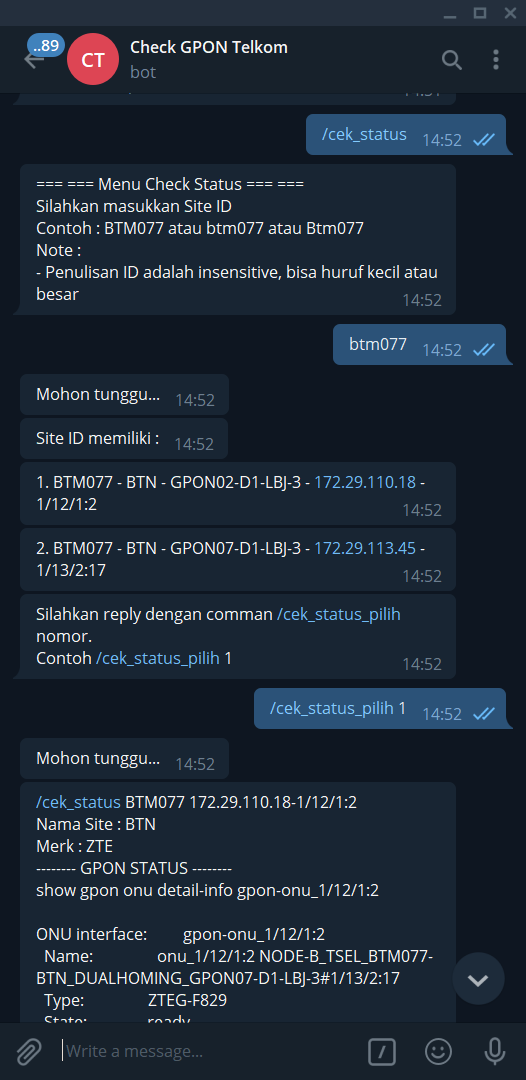 ..89
CT
Check GPON Telkom
bot
/cek_status 14:52
=== === Menu Check Status === ===
Silahkan masukkan Site ID
Contoh : BTM077 atau btm077 atau Btm077
Note :
- Penulisan ID adalah insensitive, bisa huruf kecil atau
besar 14:52
btm077 14:52
Mohon tunggu... 14:52
Site ID memiliki : 14:52
1. BTM077 - BTN - GPON02-D1-LBJ-3 - 172.29.110.18 -
1/12/1:2 14:52
2. BTM077 - BTN - GPON07-D1-LBJ-3 - 172.29.113.45 -
1/13/2:17 14:52
Silahkan reply dengan comman /cek_status_pilih
nomor.
Contoh /cek_status_pilih 1 14:52
/cek_status_pilih 1 14:52
Mohon tunggu... 14:52
/cek_status BTM077 172.29.110.18-1/12/1:2
Nama Site : BTN
Merk : ZTE
-------- GPON STATUS --------
show gpon onu detail-info gpon-onu_1/12/1:2
ONU interface: gpon-onu_1/12/1:2
Name: onu_1/12/1:2 NODE-B_TSEL_BTM077-
BTN_DUALHOMING_GPON07-D1-LBJ-3#1/13/2:17
Type: ZTEG-F829
State: ready
Write a message...